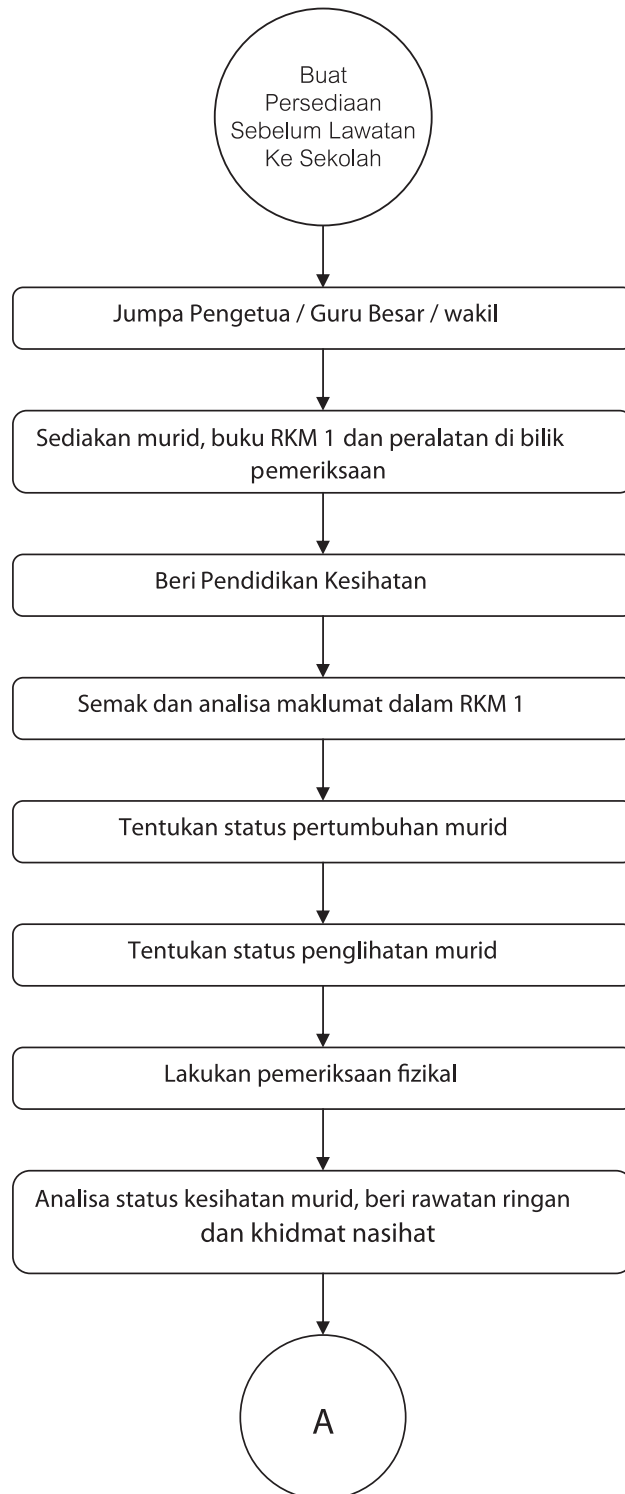 Buat
Persediaan
Sebelum Lawatan
Ke Sekolah
Jumpa Pengetua / Guru Besar / wakil
Sediakan murid, buku RKM 1 dan peralatan di bilik
pemeriksaan
Beri Pendidikan Kesihatan
Semak dan analisa maklumat dalam RKM 1
Tentukan status pertumbuhan murid
Tentukan status penglihatan murid
Lakukan pemeriksaan fizikal
Analisa status kesihatan murid, beri rawatan ringan
dan khidmat nasihat
A